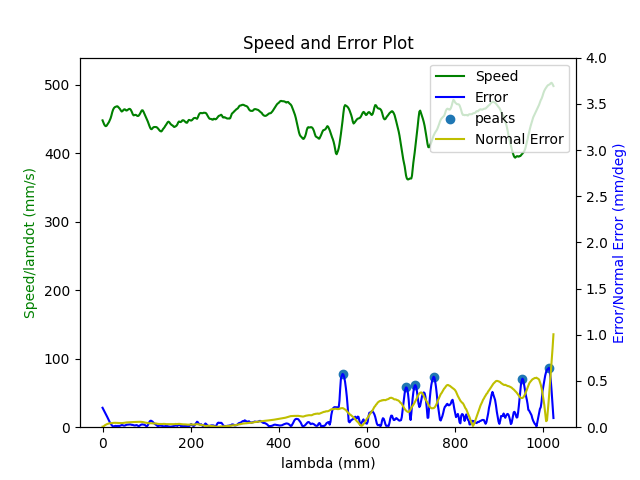 Speed and Error Plot
Speed
Error
peaks
Normal Error
Speed/lamdot (mm/s)
500
400
300
200
100
0
4.0
3.5
3.0
2.5
2.0
1.5
1.0
0.5
0.0
Error/Normal Error (mm/deg)
0
200
400
600
800
1000
lambda (mm)